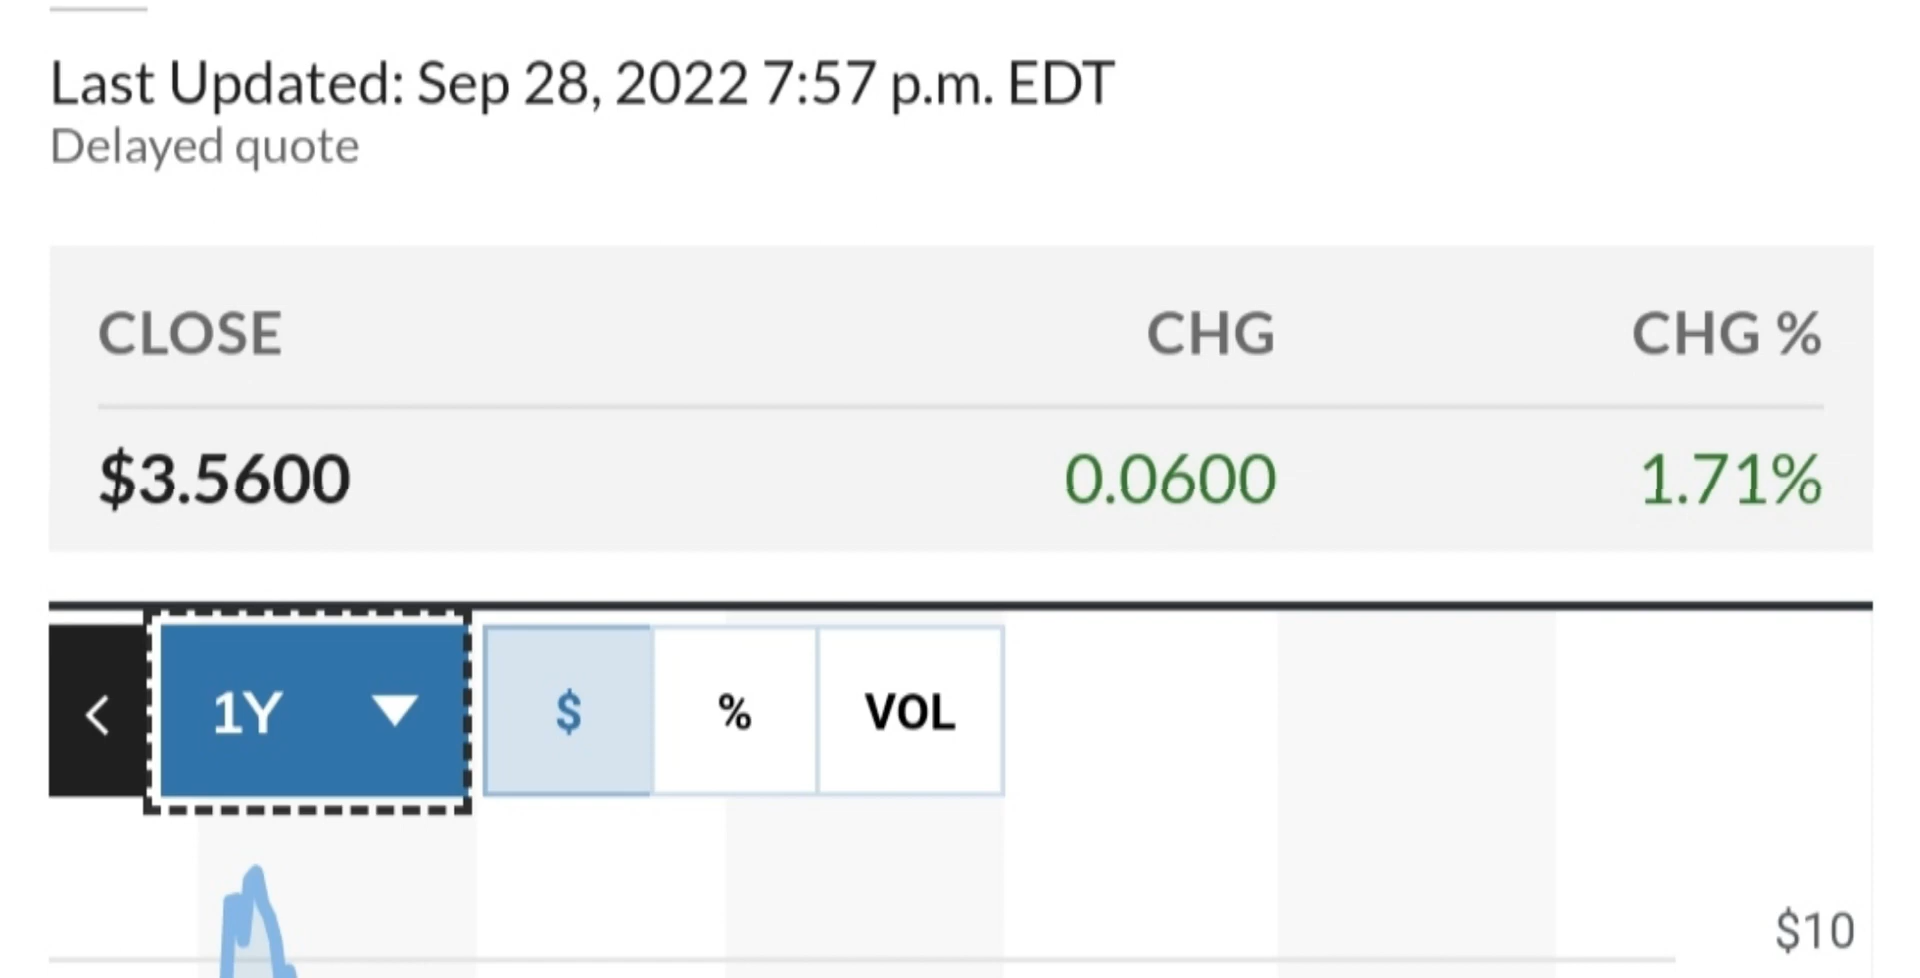 Last Updated: Sep 28, 2022 7:57 p.m. EDT
Delayed quote
CLOSE CHG CHG %
$3.5600 0.0600 1.71%
1Y $ % VOL
$10